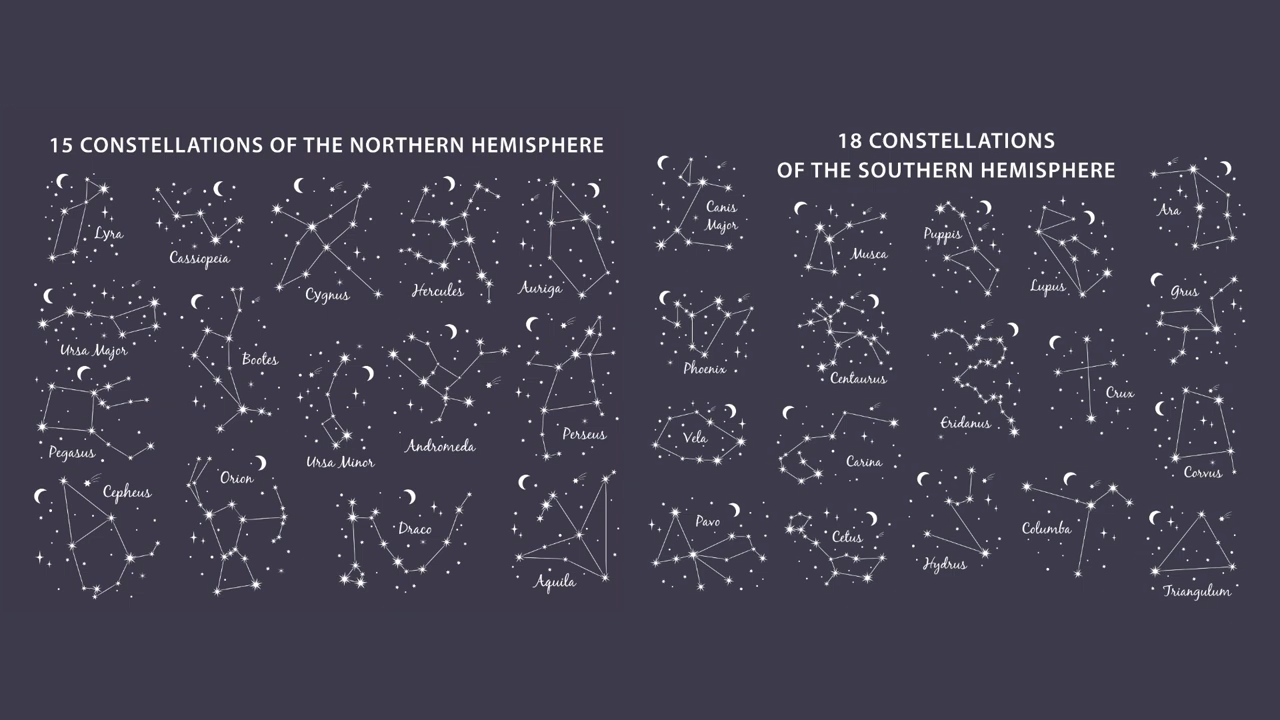 15 CONSTELLATIONS OF THE NORTHERN HEMISPHERE
Lyra
Cassiopeia
Cygnus
Hercules
Auriga
Ursa Major
Bootes
Ursa Minor
Andromeda
Perseus
Pegasus
Cepheus
Orion
Draco
Aquila
18 CONSTELLATIONS
OF THE SOUTHERN HEMISPHERE
Canis
Major
Musca
Puppis
Lupus
Ara
Phoenix
Centaurus
Eridanus
Crux
Grus
Vela
Carina
Corvus
Pavo
Cetus
Hydrus
Columba
Triangulum